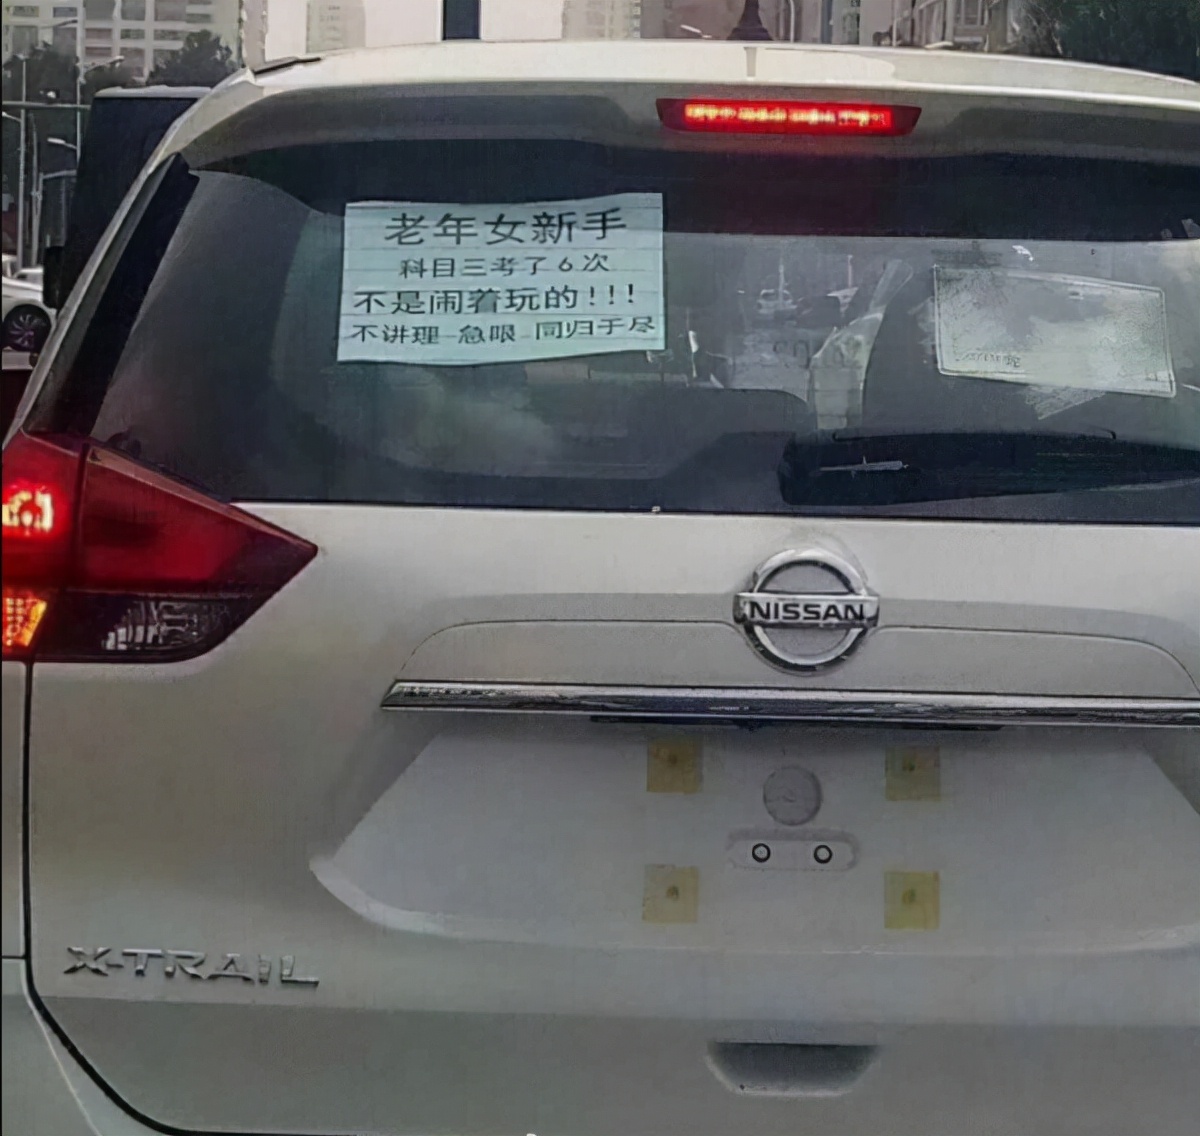 老年女新手
科目三考了6次
不是闹着玩的!!!
不讲理 急眼 同归于尽
NISSAN
X-TRAIL